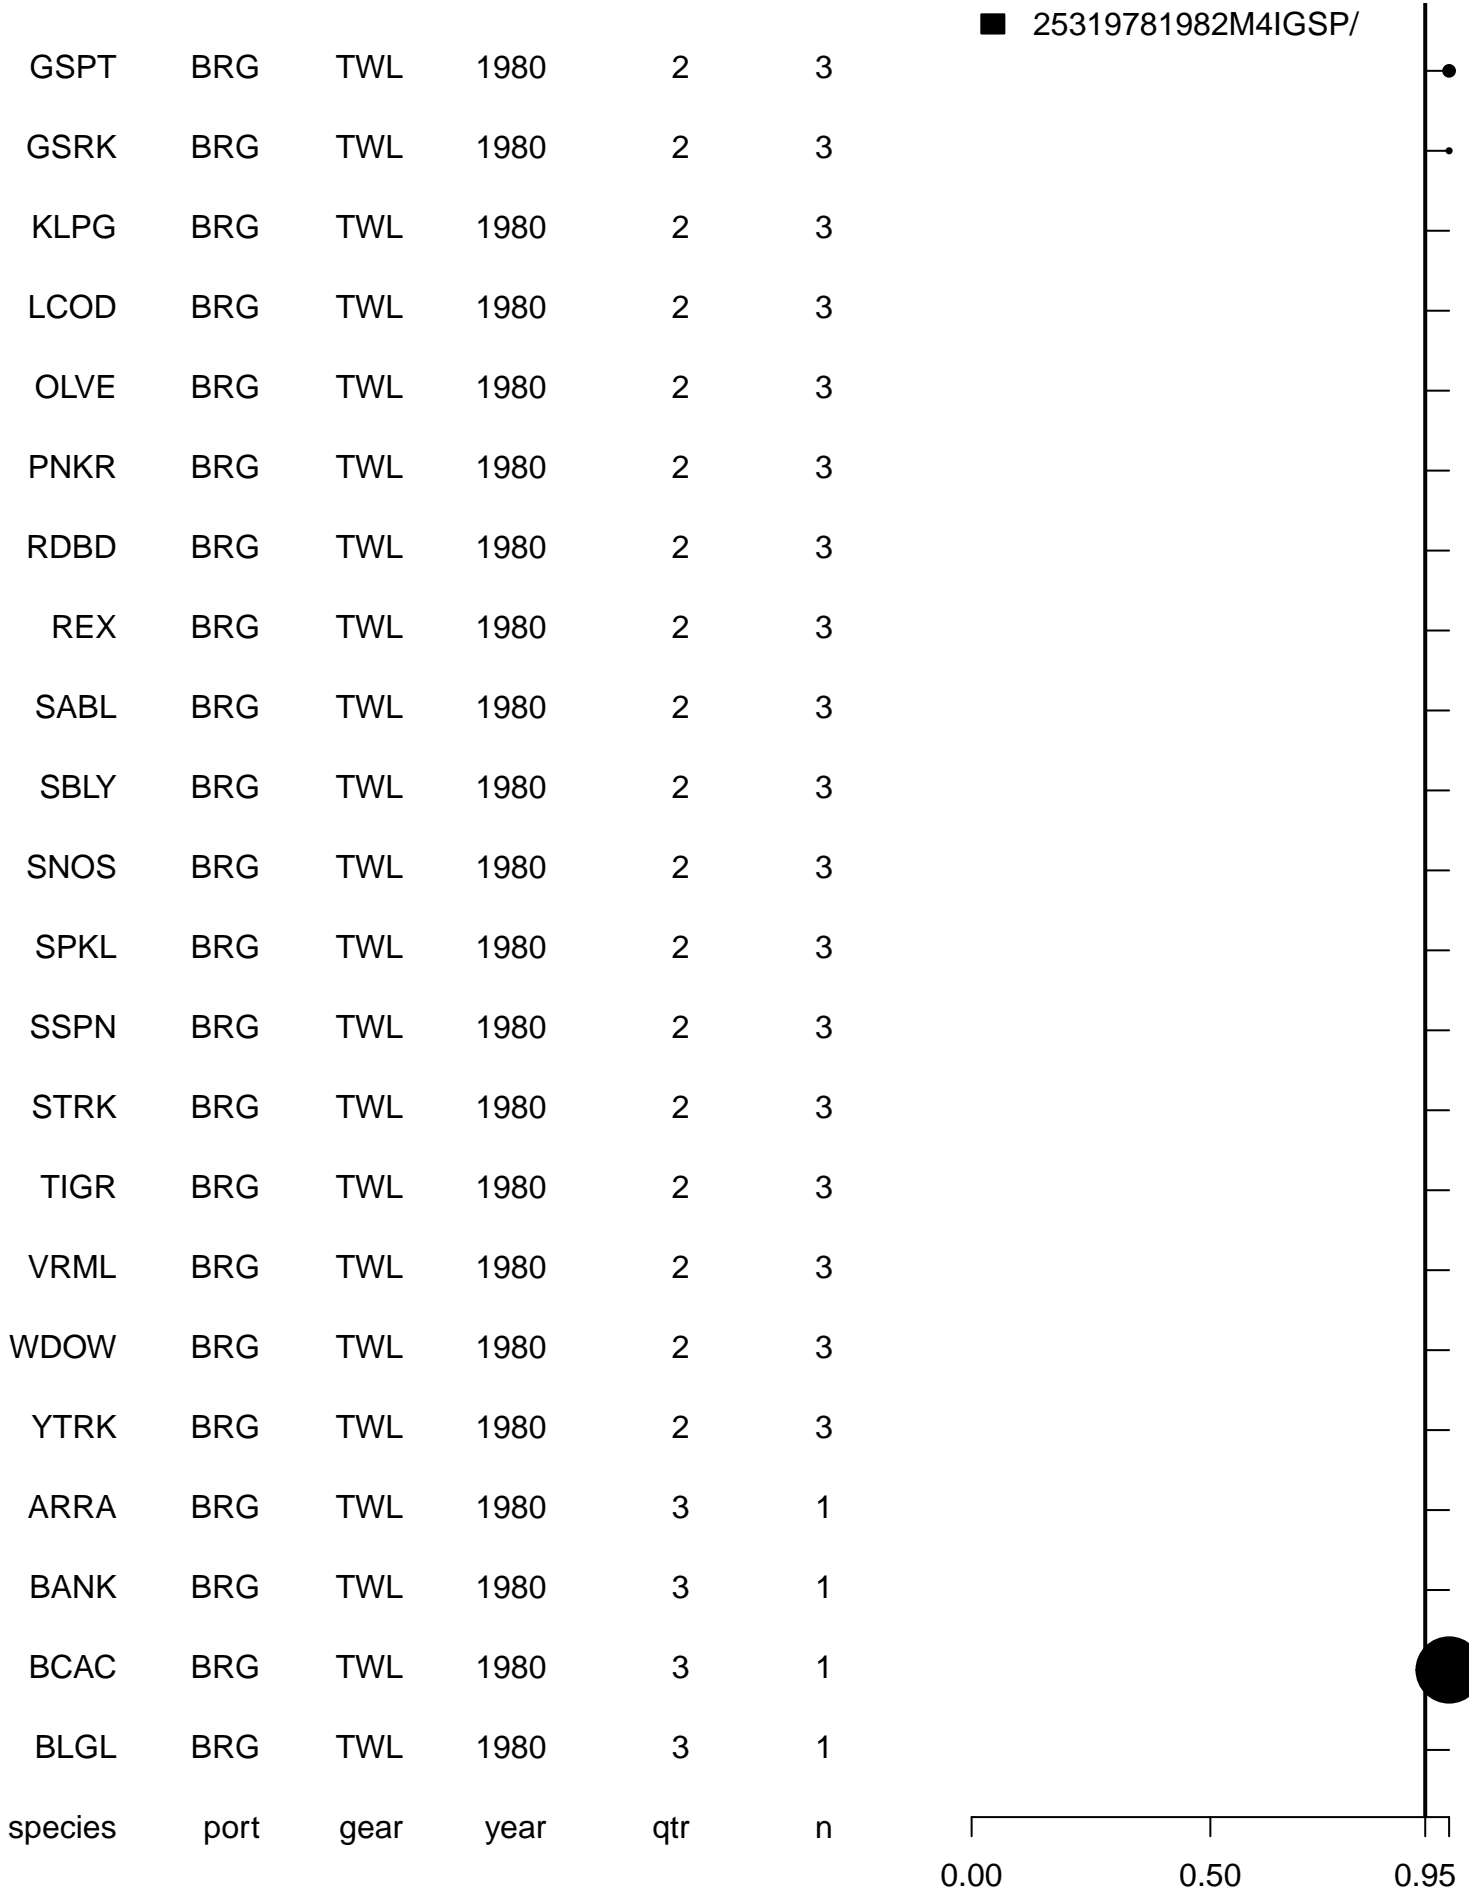 25319781982M4IGSP/
GSPT BRG TWL 1980 2 3
GSRK BRG TWL 1980 2 3
KLPG BRG TWL 1980 2 3
LCOD BRG TWL 1980 2 3
OLVE BRG TWL 1980 2 3
PNKR BRG TWL 1980 2 3
RDBD BRG TWL 1980 2 3
REX BRG TWL 1980 2 3
SABL BRG TWL 1980 2 3
SBLY BRG TWL 1980 2 3
SNOS BRG TWL 1980 2 3
SPKL BRG TWL 1980 2 3
SSPN BRG TWL 1980 2 3
STRK BRG TWL 1980 2 3
TIGR BRG TWL 1980 2 3
VRML BRG TWL 1980 2 3
WDOW BRG TWL 1980 2 3
YTRK BRG TWL 1980 2 3
ARRA BRG TWL 1980 3 1
BANK BRG TWL 1980 3 1
BCAC BRG TWL 1980 3 1
BLGL BRG TWL 1980 3 1
species port gear year qtr n
0.00 0.50 0.95